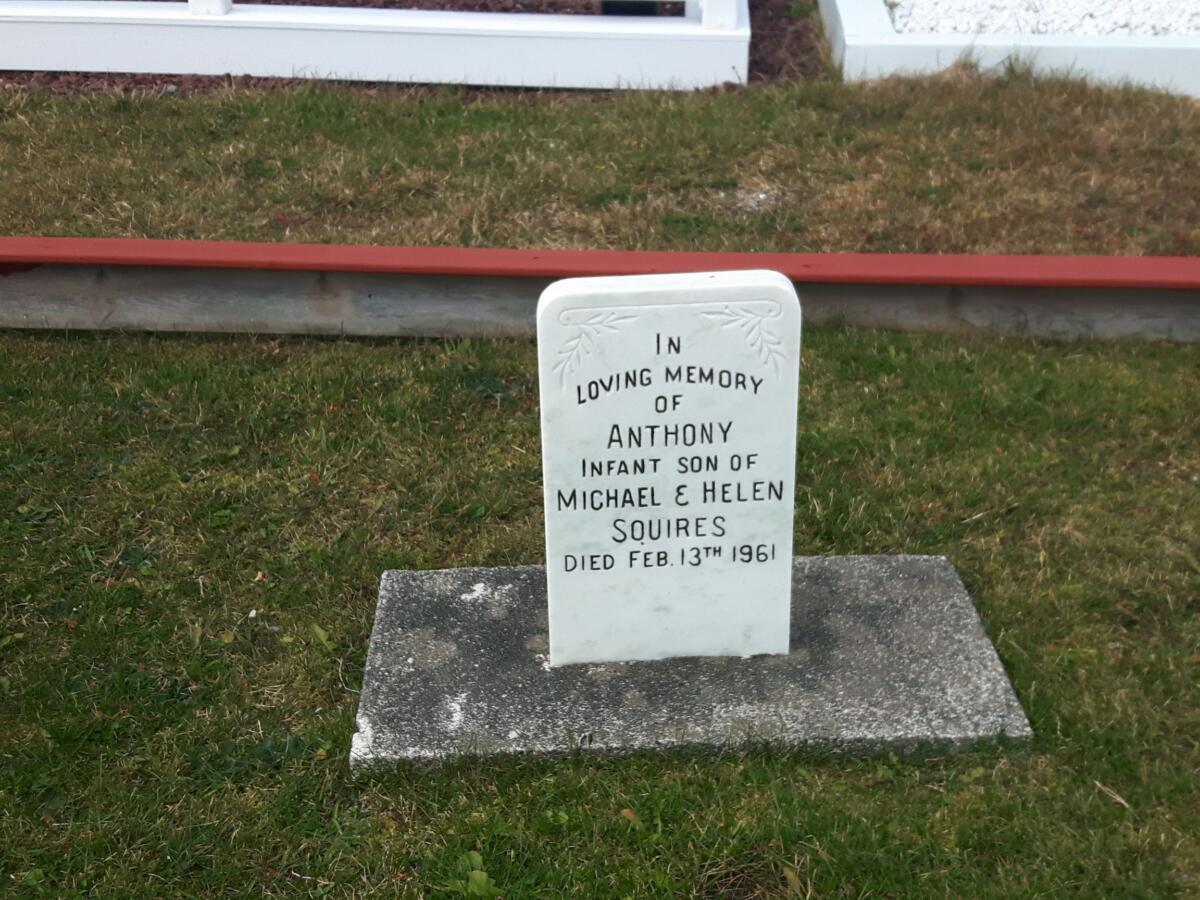 IN
LOVING MEMORY
OF
ANTHONY
INFANT SON OF
MICHAEL & HELEN
SQUIRES
DIED FEB. 13TH 1961